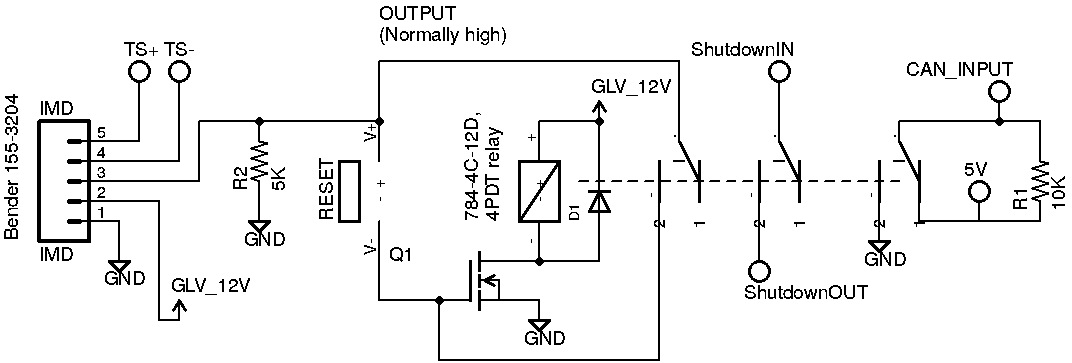 OUTPUT
(Normally high)
TS+ TS-
ShutdownIN
CAN_INPUT
GLV_12V
Bender 155-3204
IMD
5
4
3
2
1
IMD
R2
5K
GND
GND
GLV_12V
V+
RESET
+
-
V-
Q1
784-4C-12D,
4PDT relay
+
+
-
-
D1
GND
2
1
2
1
ShutdownOUT
2
1
GND
5V
R1
10K